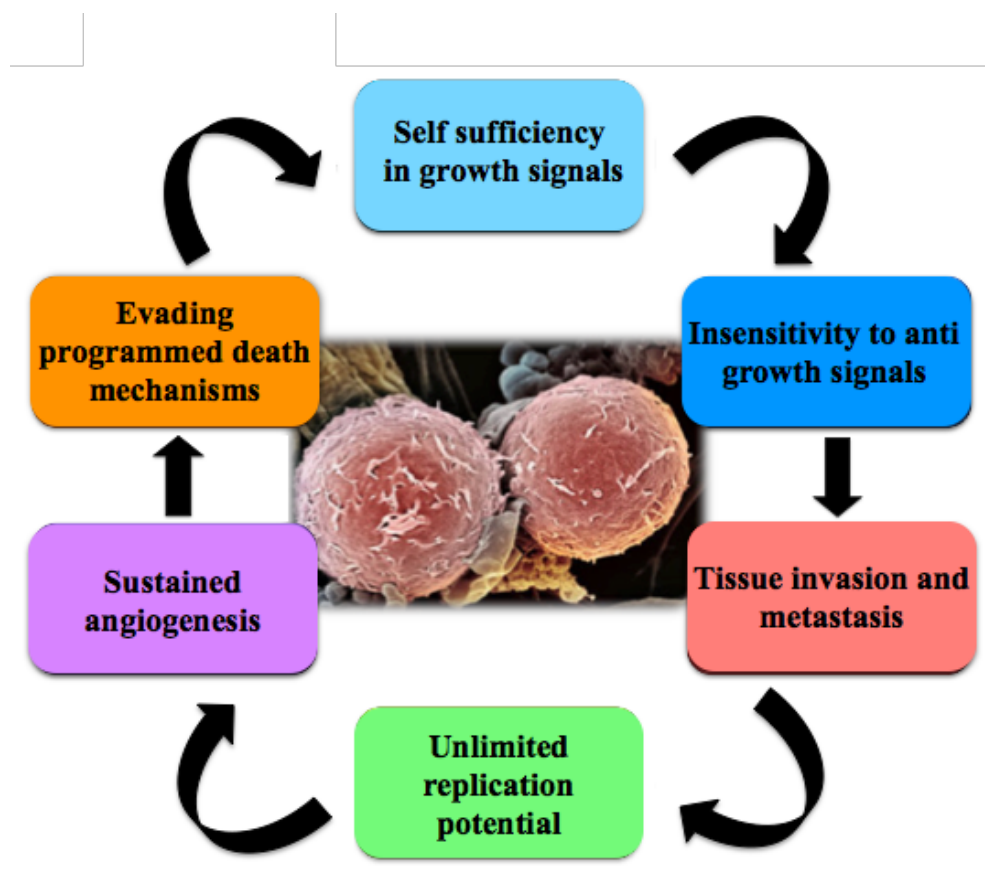 Self sufficiency
in growth signals
Insensitivity to anti
growth signals
Tissue invasion and
metastasis
Unlimited
replication
potential
Sustained
angiogenesis
Evading
programmed death
mechanisms